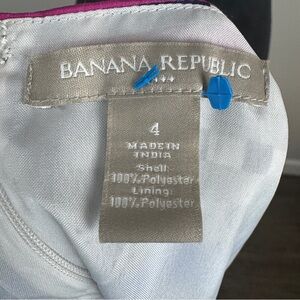 BANANA REPUBLIC
4
MADE IN
INDIA
Shell:
100% Polyester
Lining:
100% Polyester